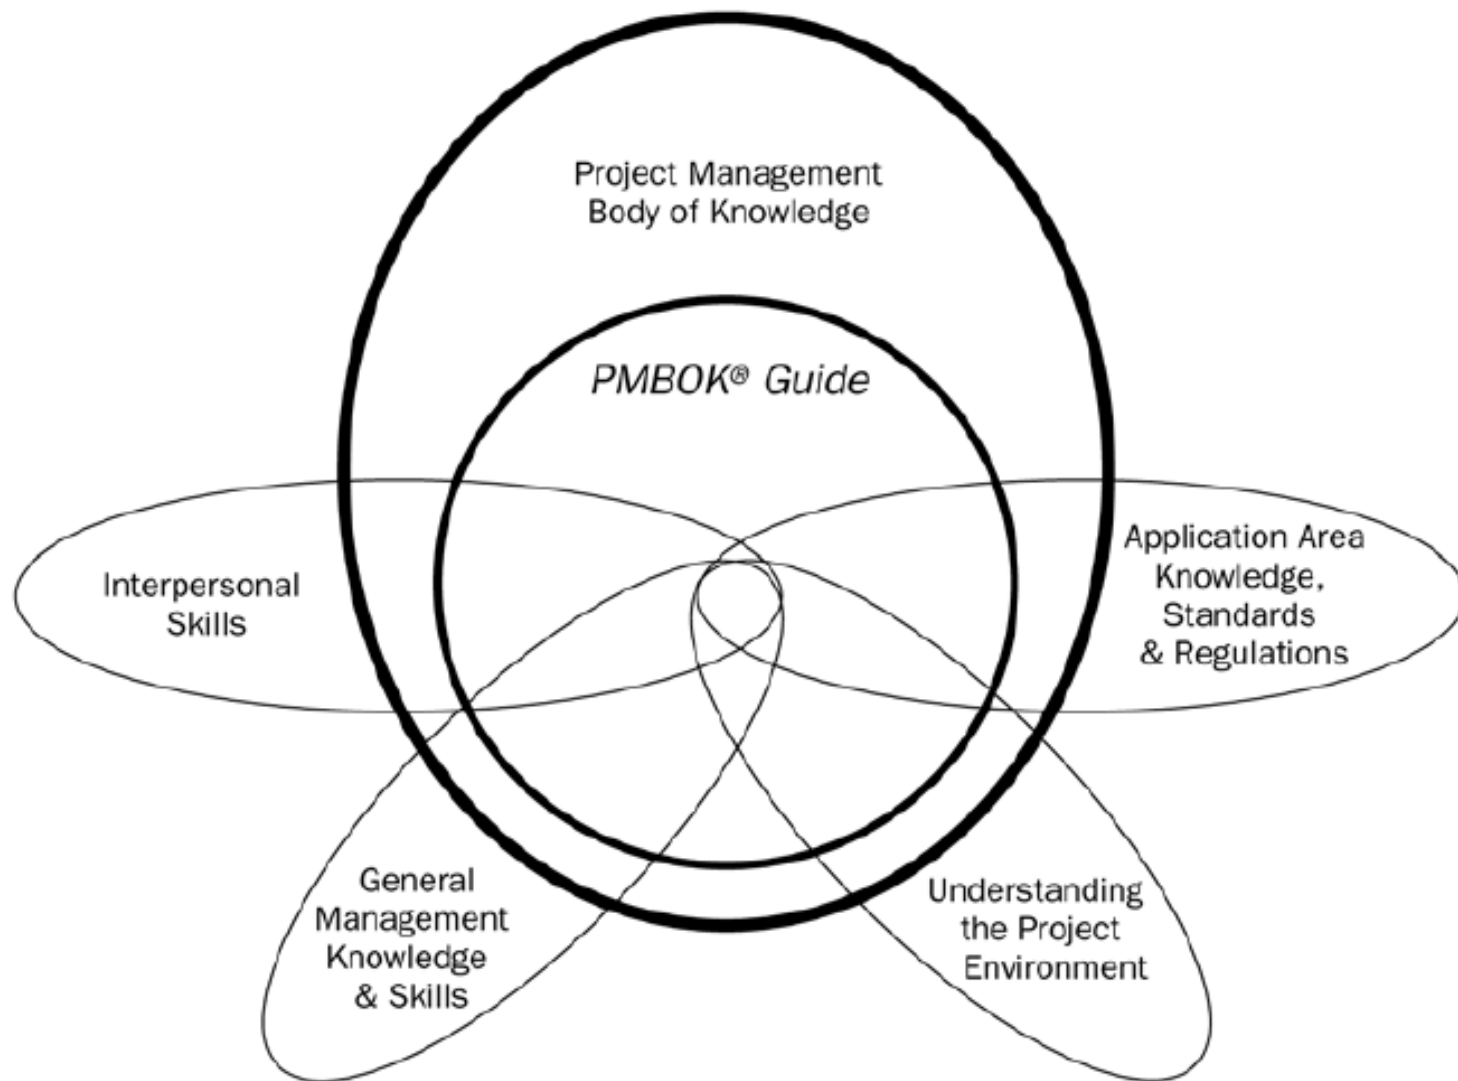 Project Management
Body of Knowledge
PMBOK® Guide
Interpersonal
Skills
Application Area
Knowledge,
Standards
& Regulations
General
Management
Knowledge
& Skills
Understanding
the Project
Environment